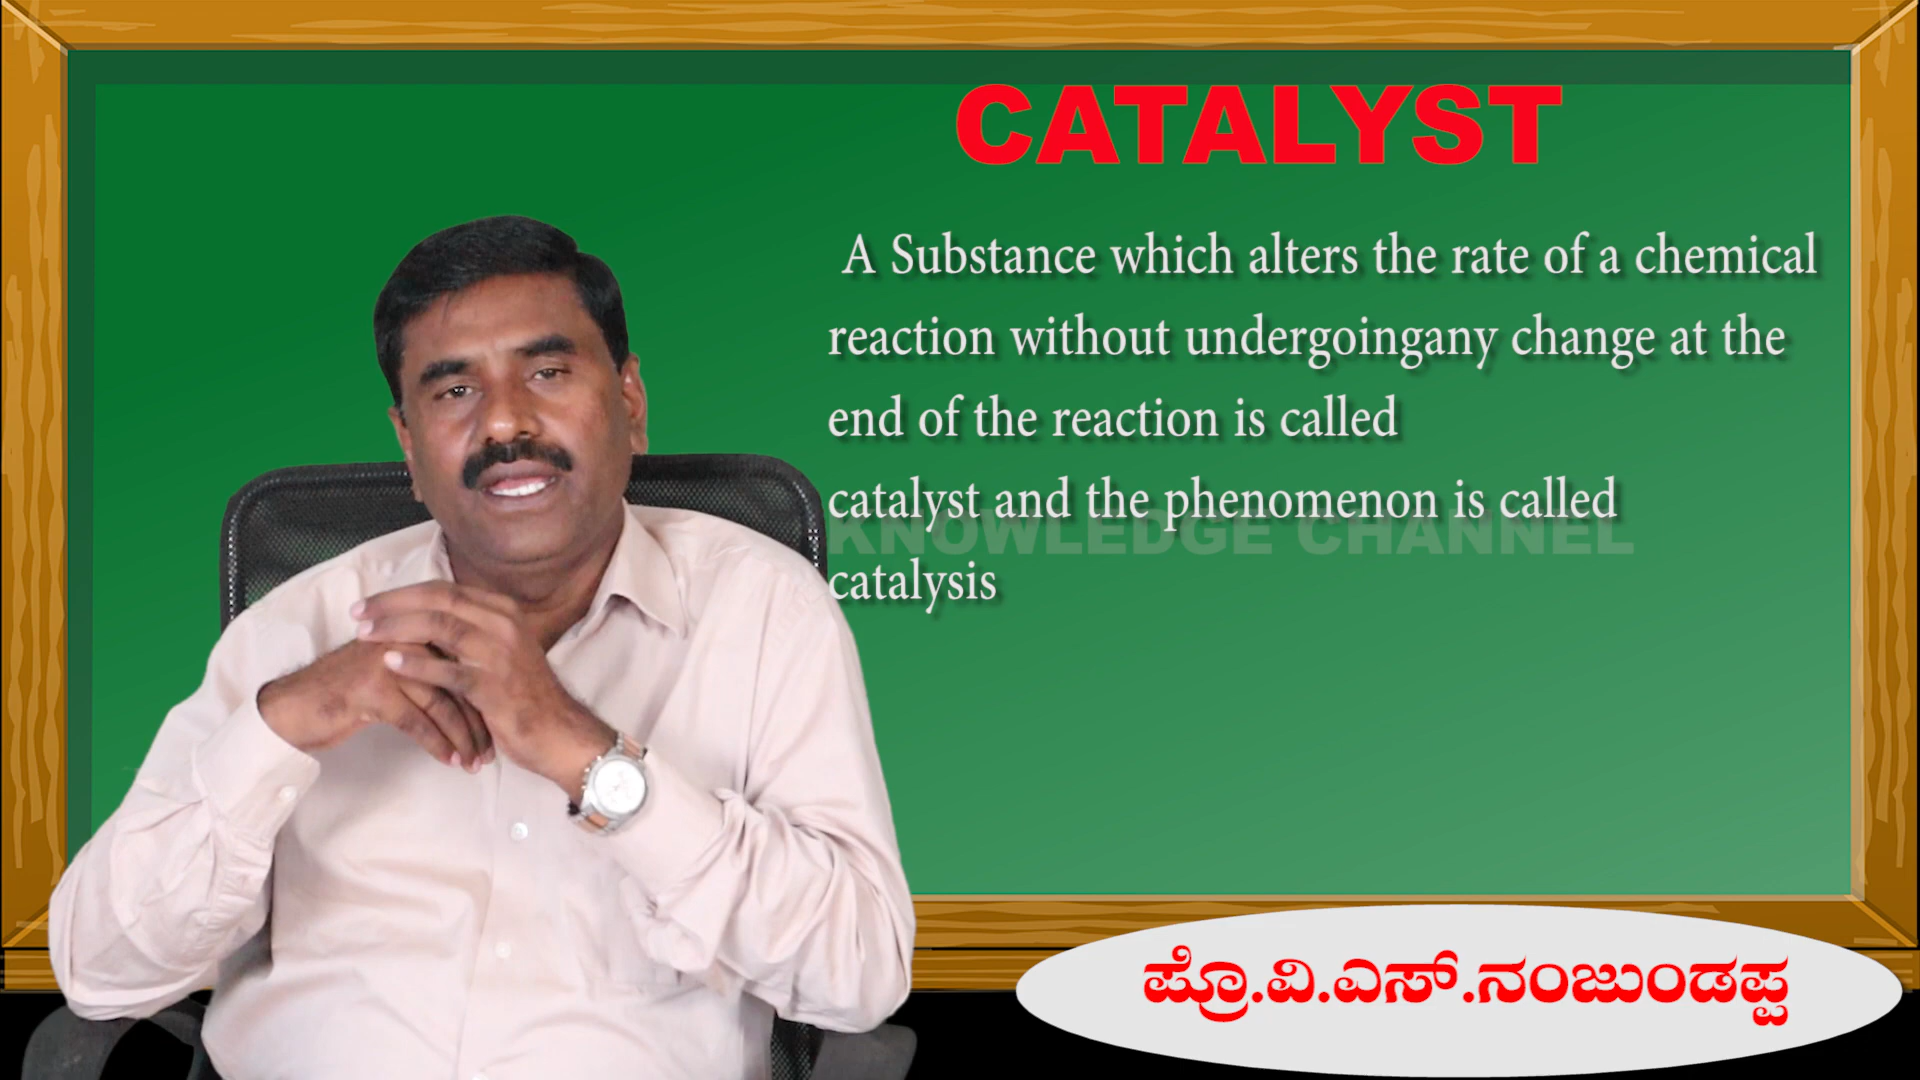 CATALYST
A Substance which alters the rate of a chemical
reaction without undergoingany change at the
end of the reaction is called
catalyst and the phenomenon is called
KNOWLEDGE CHANNEL
catalysis
ಪ್ರೊ.ವಿ.ಎಸ್.ನಂಜುಂಡಪ್ಪ